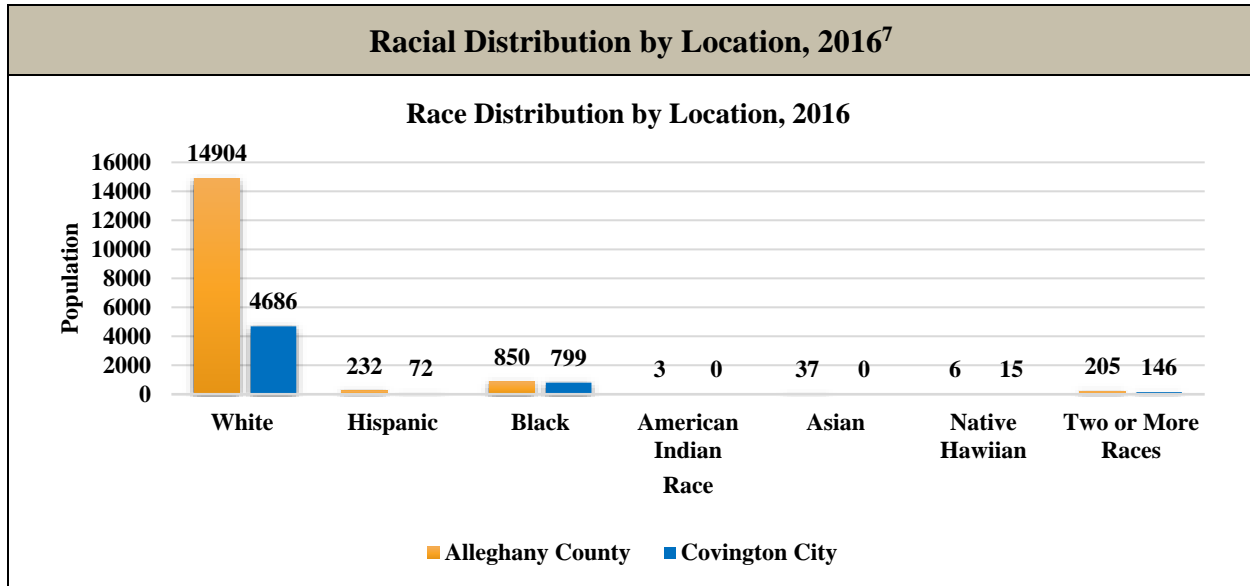 Racial Distribution by Location, 2016⁷
Race Distribution by Location, 2016
14904
16000
14000
12000
10000
8000
6000
4000
2000
0
Population
4686
232
72
850
799
3
0
37
0
6
15
205
146
White
Hispanic
Black
American
Indian
Asian
Native
Hawiian
Two or More
Races
Race
Alleghany County
Covington City